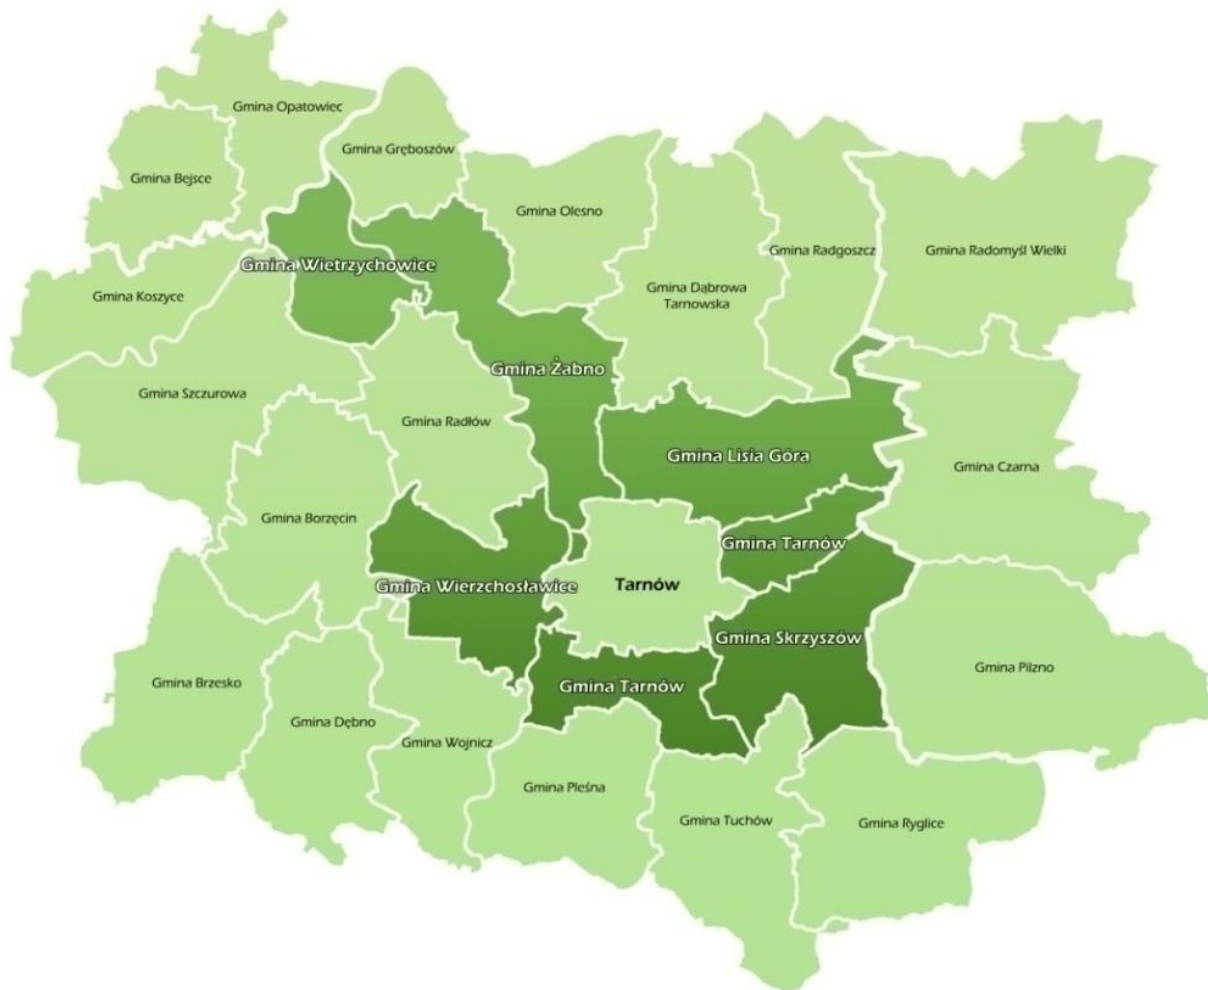 Gmina Opatowiec
Gmina Gręboszów
Gmina Bejsce
Gmina Olesno
Gmina Radgoszcz
Gmina Radomyśl Wielki
Gmina Wietrzychowice
Gmina Koszyce
Gmina Dąbrowa
Tarnowska
Gmina Żabno
Gmina Szczurowa
Gmina Radłów
Gmina Lisia Góra
Gmina Czarna
Gmina Borzęcin
Gmina Tarnów
Gmina Wierzchosławice
Tarnów
Gmina Skrzyszów
Gmina Pilzno
Gmina Brzesko
Gmina Tarnów
Gmina Dębno
Gmina Wojnicz
Gmina Pleśna
Gmina Tuchów
Gmina Ryglice